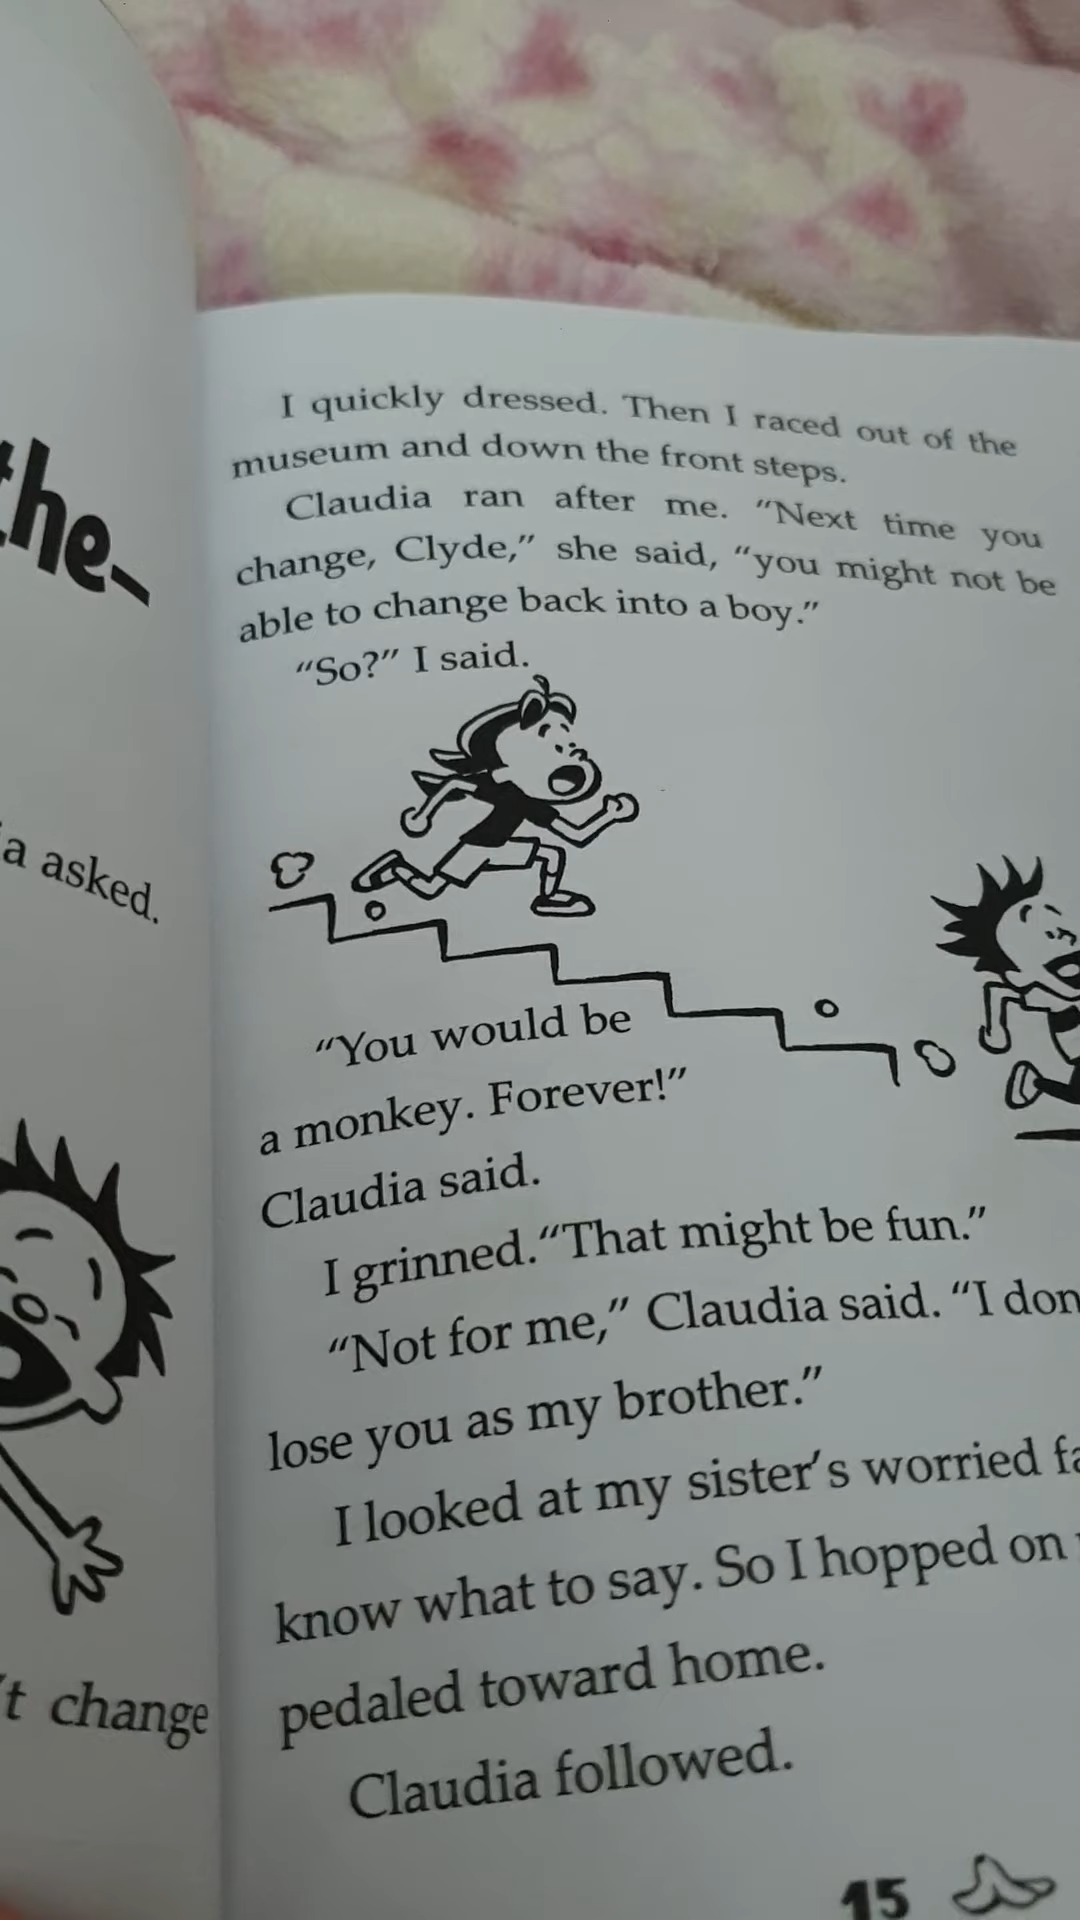 the-
a asked.
't change
I quickly dressed. Then I raced out of the
museum and down the front steps.
Claudia ran after me. “Next time you
change, Clyde,” she said, “you might not be
able to change back into a boy.”
“So?” I said.
“You would be
a monkey. Forever!”
Claudia said.
I grinned.“That might be fun.”
“Not for me,” Claudia said. “I don
lose you as my brother.”
I looked at my sister's worried fa
know what to say. So I hopped on
pedaled toward home.
Claudia followed.
15